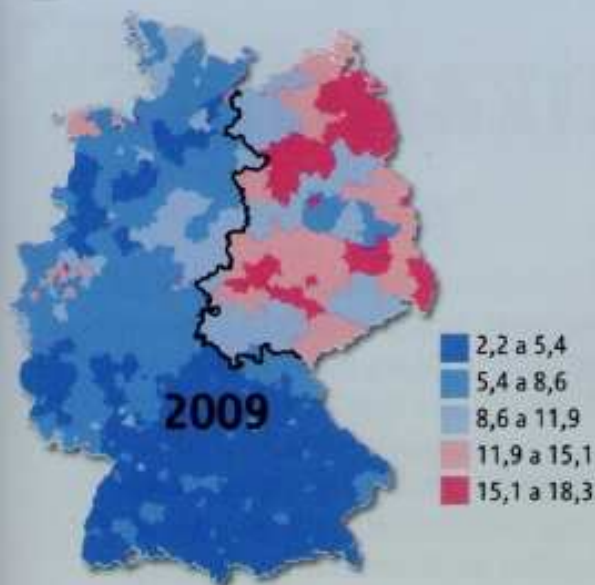 2009
2,2 a 5,4
5,4 a 8,6
8,6 a 11,9
11,9 a 15,1
15,1 a 18,3